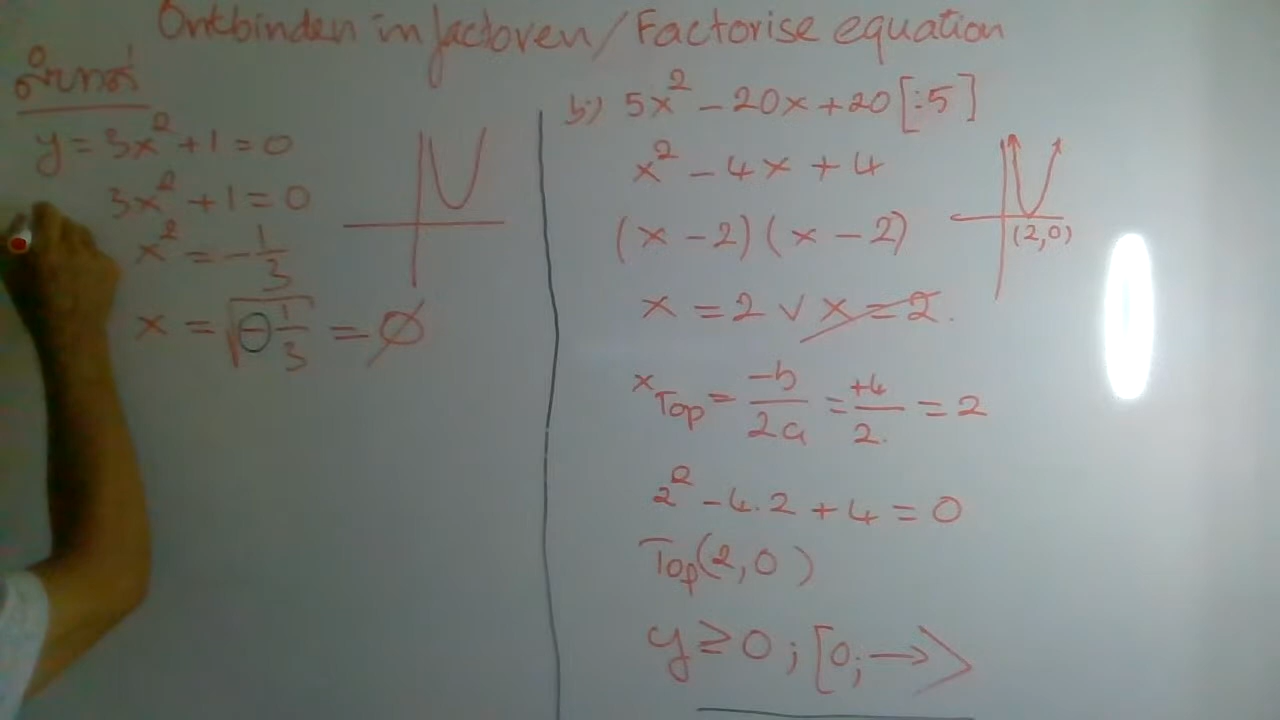 Ontbinden in factoren / Factorise equation
y = 3x² + 1 = 0
3x² + 1 = 0
x² = -1/3
x = √(-1/3) = ∅
b:) 5x² - 20x + 20 [:5]
x² - 4x + 4
(x - 2)(x - 2)
(2,0)
x = 2 ∨ x = 2.
x Top = -b/2a = +4/2. = 2
2² - 4.2 + 4 = 0
Top(2,0)
y ≥ 0 ; [0; →>